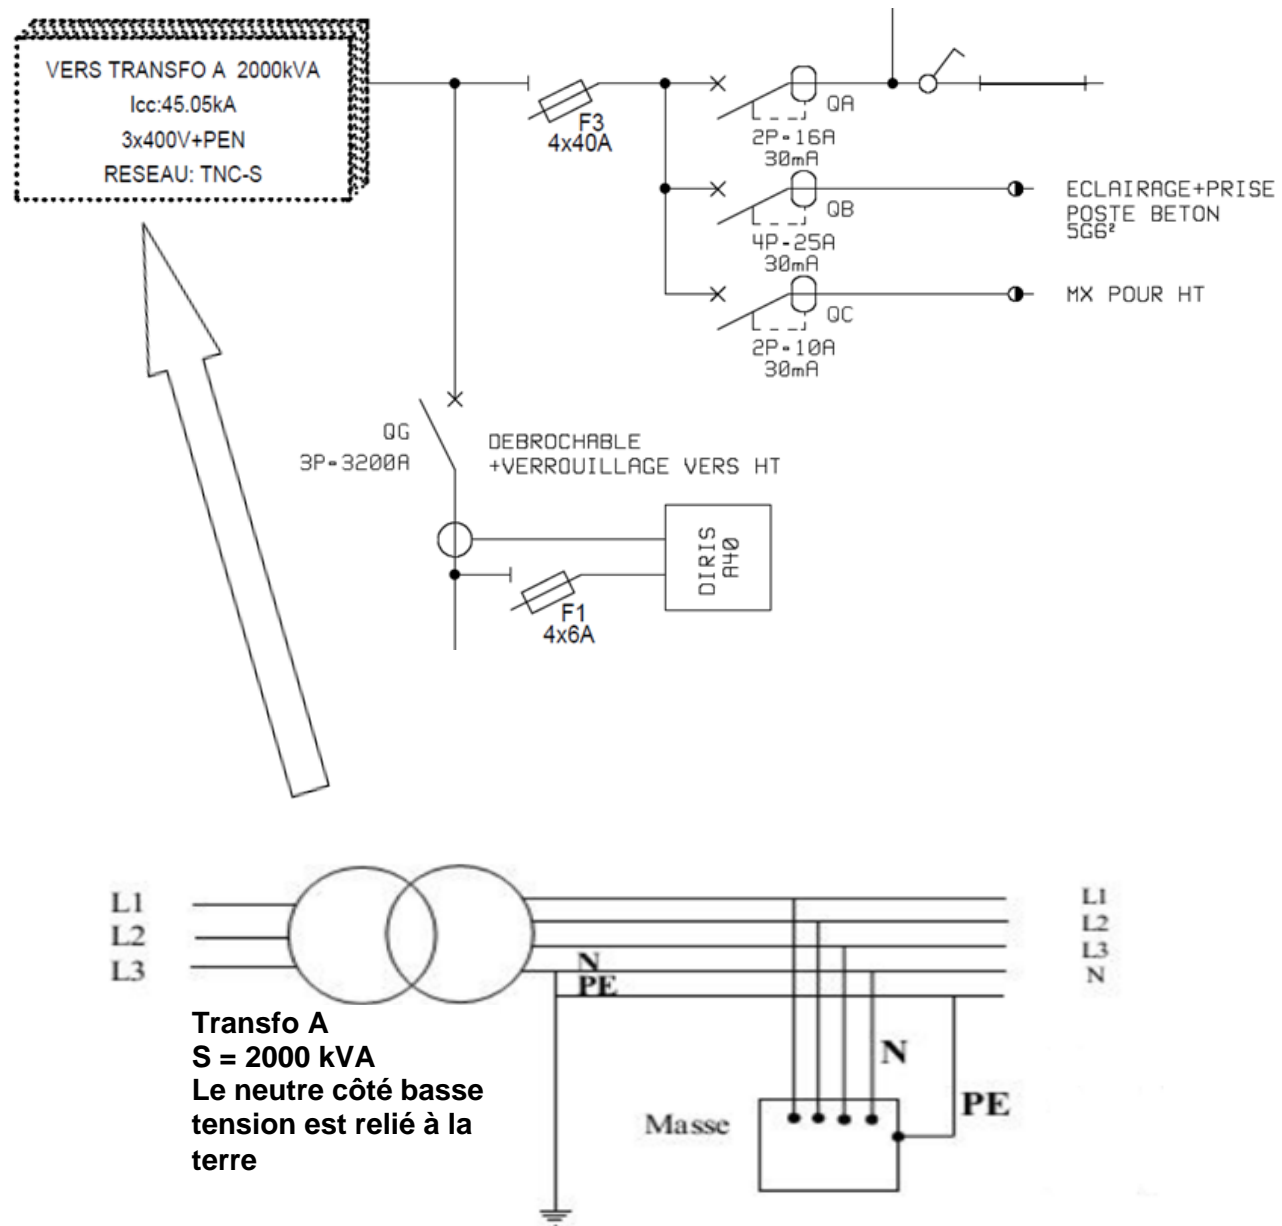 VERS TRANSFO A 2000kVA
Icc:45.05kA
3x400V+PEN
RESEAU: TNC-S
F3
4x40A
QA
2P-16A
30mA
QB
4P-25A
30mA
ECLAIRAGE+PRISE
POSTE BETON
5G6²
QC
2P-10A
30mA
MX POUR HT
QG
3P-3200A
DEBROCHABLE
+VERROUILLAGE VERS HT
DIRIS
A40
F1
4x6A
L1
L2
L3
N
PE
L1
L2
L3
N
Transfo A
S = 2000 kVA
Le neutre côté basse
tension est relié à la
terre
N
PE
Masse